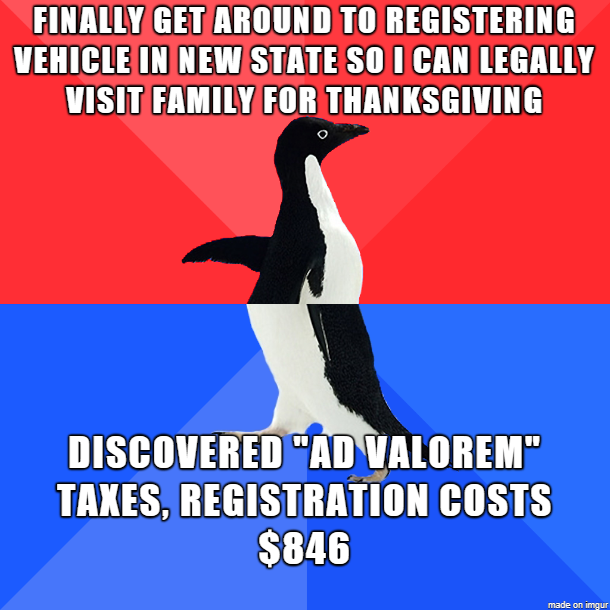 FINALLY GET AROUND TO REGISTERING
VEHICLE IN NEW STATE SO I CAN LEGALLY
VISIT FAMILY FOR THANKSGIVING
DISCOVERED "AD VALOREM"
TAXES, REGISTRATION COSTS
$846
made on imgur